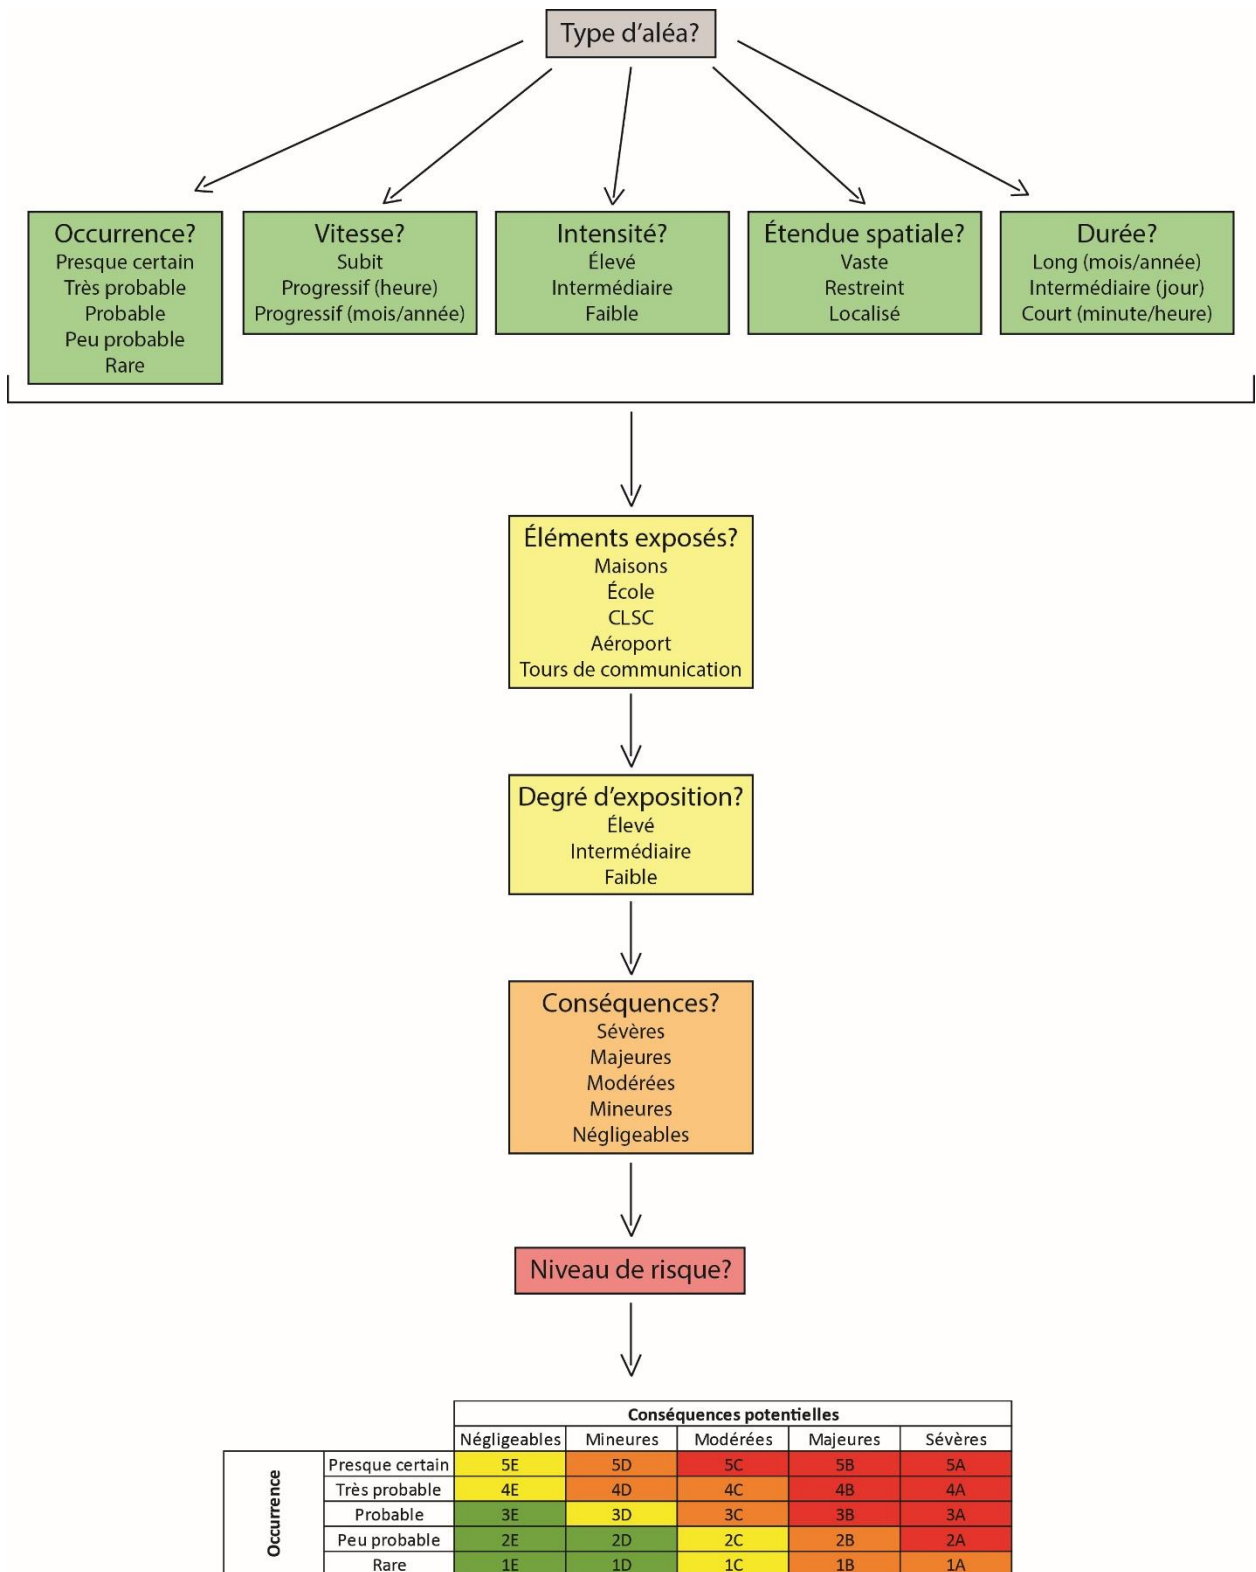 Type d'aléa?
Occurrence?
Presque certain
Très probable
Probable
Peu probable
Rare
Vitesse?
Subit
Progressif (heure)
Progressif (mois/année)
Intensité?
Élevé
Intermédiaire
Faible
Étendue spatiale?
Vaste
Restreint
Localisé
Durée?
Long (mois/année)
Intermédiaire (jour)
Court (minute/heure)
Éléments exposés?
Maisons
École
CLSC
Aéroport
Tours de communication
Degré d'exposition?
Élevé
Intermédiaire
Faible
Conséquences?
Sévères
Majeures
Modérées
Mineures
Négligeables
Niveau de risque?
Conséquences potentielles
Négligeables Mineures Modérées Majeures Sévères
Occurrence
Presque certain 5E 5D 5C 5B 5A
Très probable 4E 4D 4C 4B 4A
Probable 3E 3D 3C 3B 3A
Peu probable 2E 2D 2C 2B 2A
Rare 1E 1D 1C 1B 1A